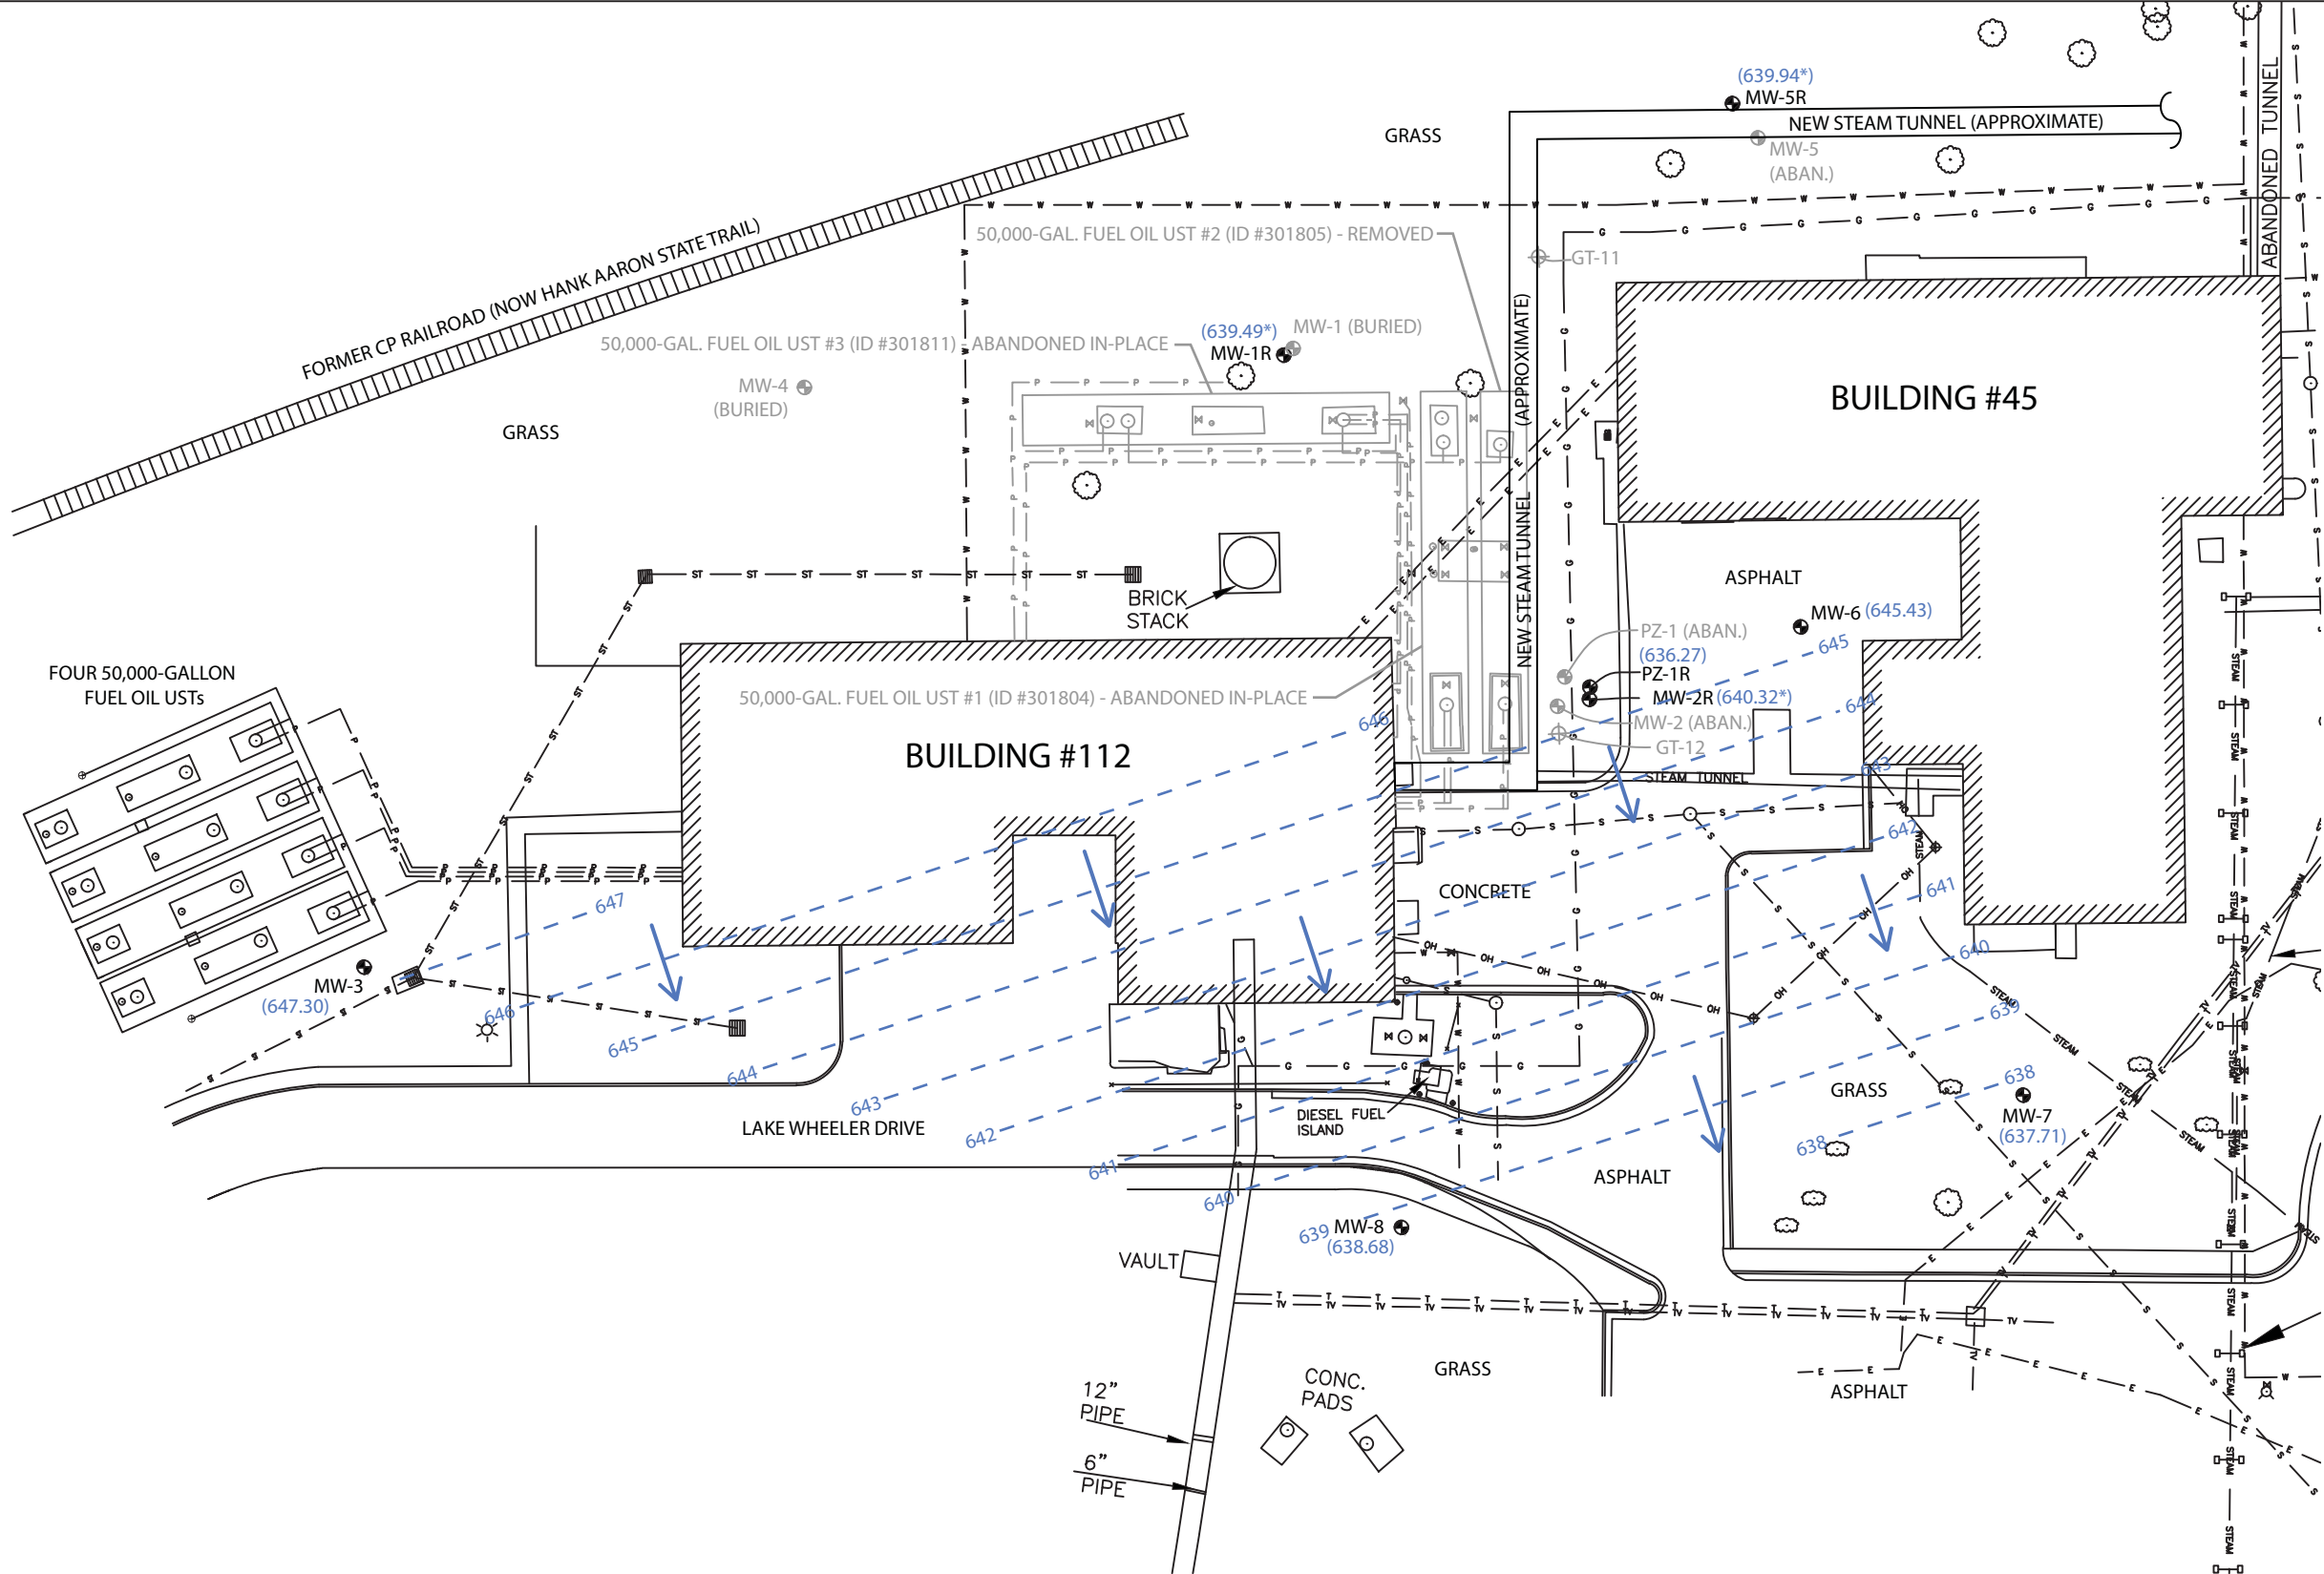 (639.94*)
MW-5R
NEW STEAM TUNNEL (APPROXIMATE)
MW-5
(ABAN.)
GRASS
ABANDONED TUNNEL
FORMER CP RAILROAD (NOW HANK AARON STATE TRAIL)
50,000-GAL. FUEL OIL UST #2 (ID #301805) - REMOVED
GT-11
(639.49*)
MW-1 (BURIED)
50,000-GAL. FUEL OIL UST #3 (ID #301811) - ABANDONED IN-PLACE
MW-1R
MW-4
(BURIED)
GRASS
NEW STEAM TUNNEL (APPROXIMATE)
BUILDING #45
BRICK
STACK
ASPHALT
MW-6 (645.43)
PZ-1 (ABAN.)
(636.27)
PZ-1R
MW-2R (640.32*)
MW-2 (ABAN.)
GT-12
645
644
643
642
641
640
639
638
FOUR 50,000-GALLON
FUEL OIL USTs
50,000-GAL. FUEL OIL UST #1 (ID #301804) - ABANDONED IN-PLACE
646
BUILDING #112
STEAM TUNNEL
CONCRETE
647
MW-3
(647.30)
646
645
644
643
642
641
640
639
638
LAKE WHEELER DRIVE
DIESEL FUEL
ISLAND
GRASS
MW-7
(637.71)
ASPHALT
MW-8
(638.68)
VAULT
GRASS
ASPHALT
CONC.
PADS
12"
PIPE
6"
PIPE